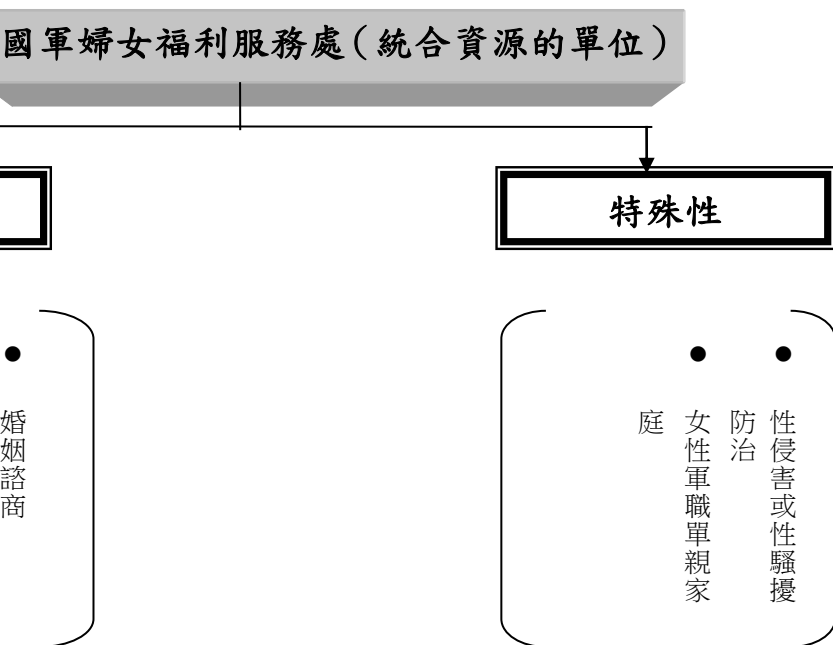 國軍婦女福利服務處（統合資源的單位）
特殊性
● ●
性侵害或性騷擾
防治
女性軍職單親家
庭
●
婚姻諮商